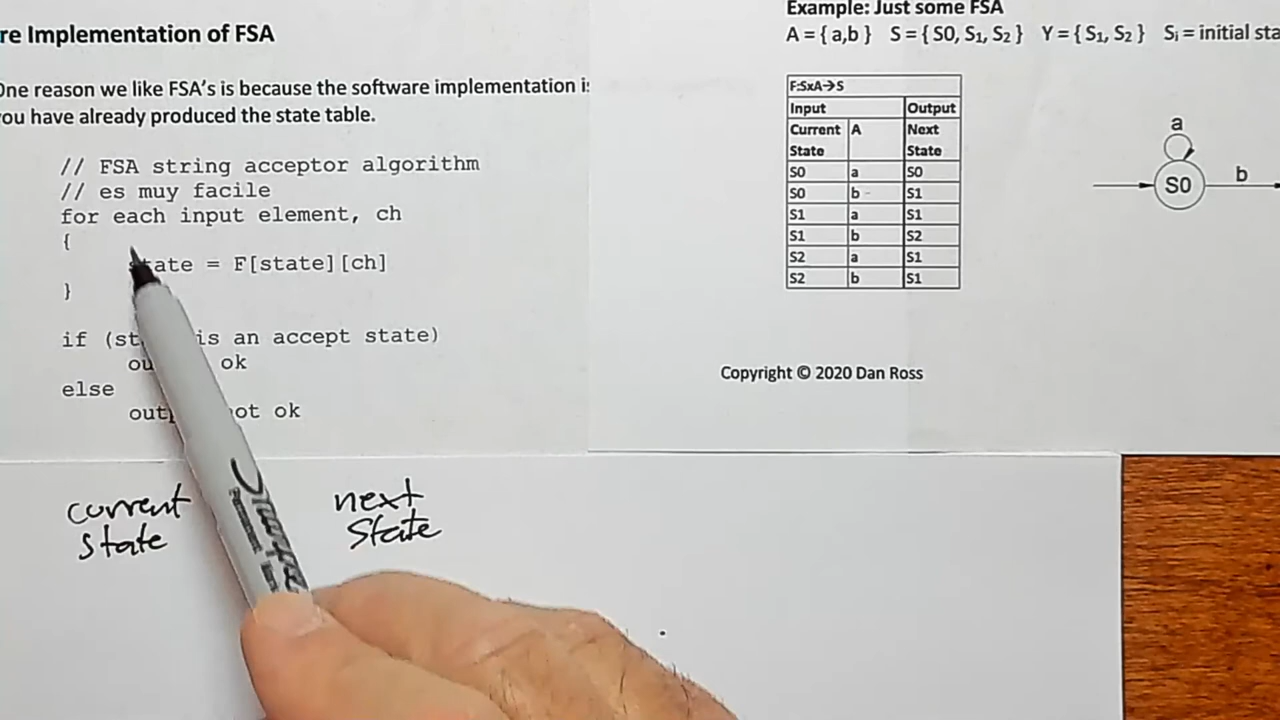 re Implementation of FSA
One reason we like FSA's is because the software implementation is
you have already produced the state table.
// FSA string acceptor algorithm
// es muy facile
for each input element, ch
{
state = F[state][ch]
}
if (st is an accept state)
ou ok
else
outp ot ok
current
state
next
state
Sharpie
Permanent
Example: Just some FSA
A = { a,b } S = { S0, S₁, S₂ } Y = { S₁, S₂ } Sᵢ = initial sta
F:SxA→S
Input Output
Current A Next
State State
S0 a S0
S0 b S1
S1 a S1
S1 b S2
S2 a S1
S2 b S1
a
S0
b
Copyright © 2020 Dan Ross